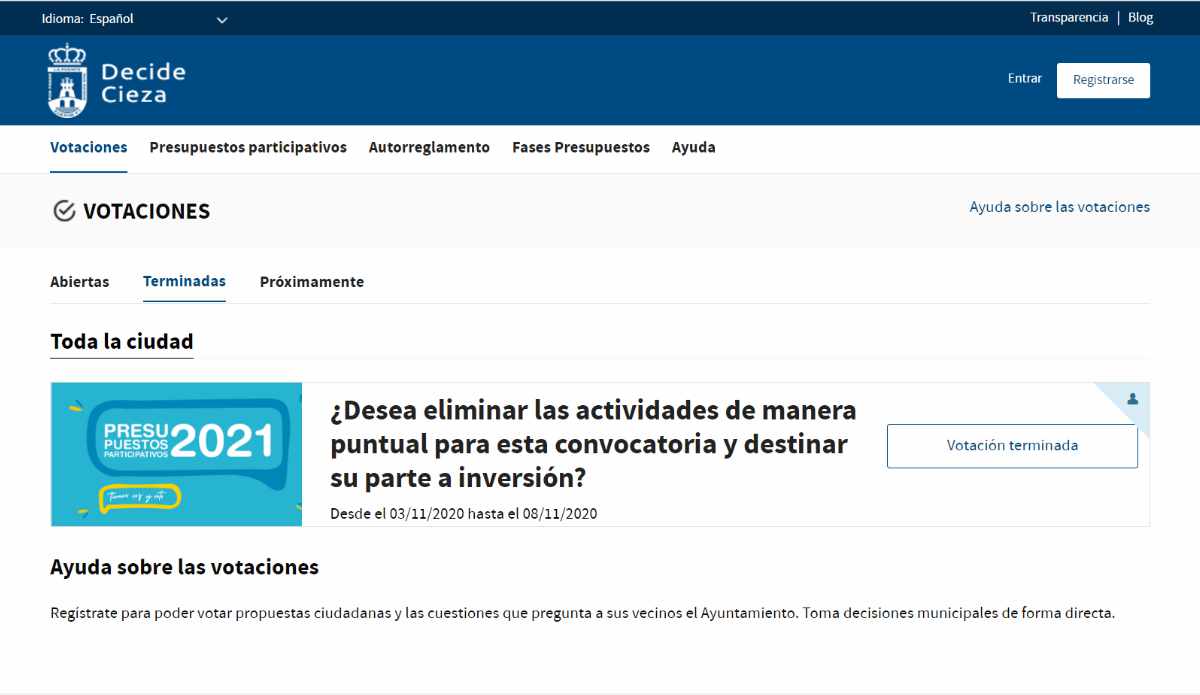 Idioma: Español
Transparencia | Blog
Decide
Cieza
Entrar
Registrarse
Votaciones Presupuestos participativos Autorreglamento Fases Presupuestos Ayuda
VOTACIONES
Ayuda sobre las votaciones
Abiertas Terminadas Próximamente
Toda la ciudad
PRESU
PUESTOS
PARTICIPATIVOS
2021
Tienes voz y voto
¿Desea eliminar las actividades de manera
puntual para esta convocatoria y destinar
su parte a inversión?
Desde el 03/11/2020 hasta el 08/11/2020
Votación terminada
Ayuda sobre las votaciones
Regístrate para poder votar propuestas ciudadanas y las cuestiones que pregunta a sus vecinos el Ayuntamiento. Toma decisiones municipales de forma directa.